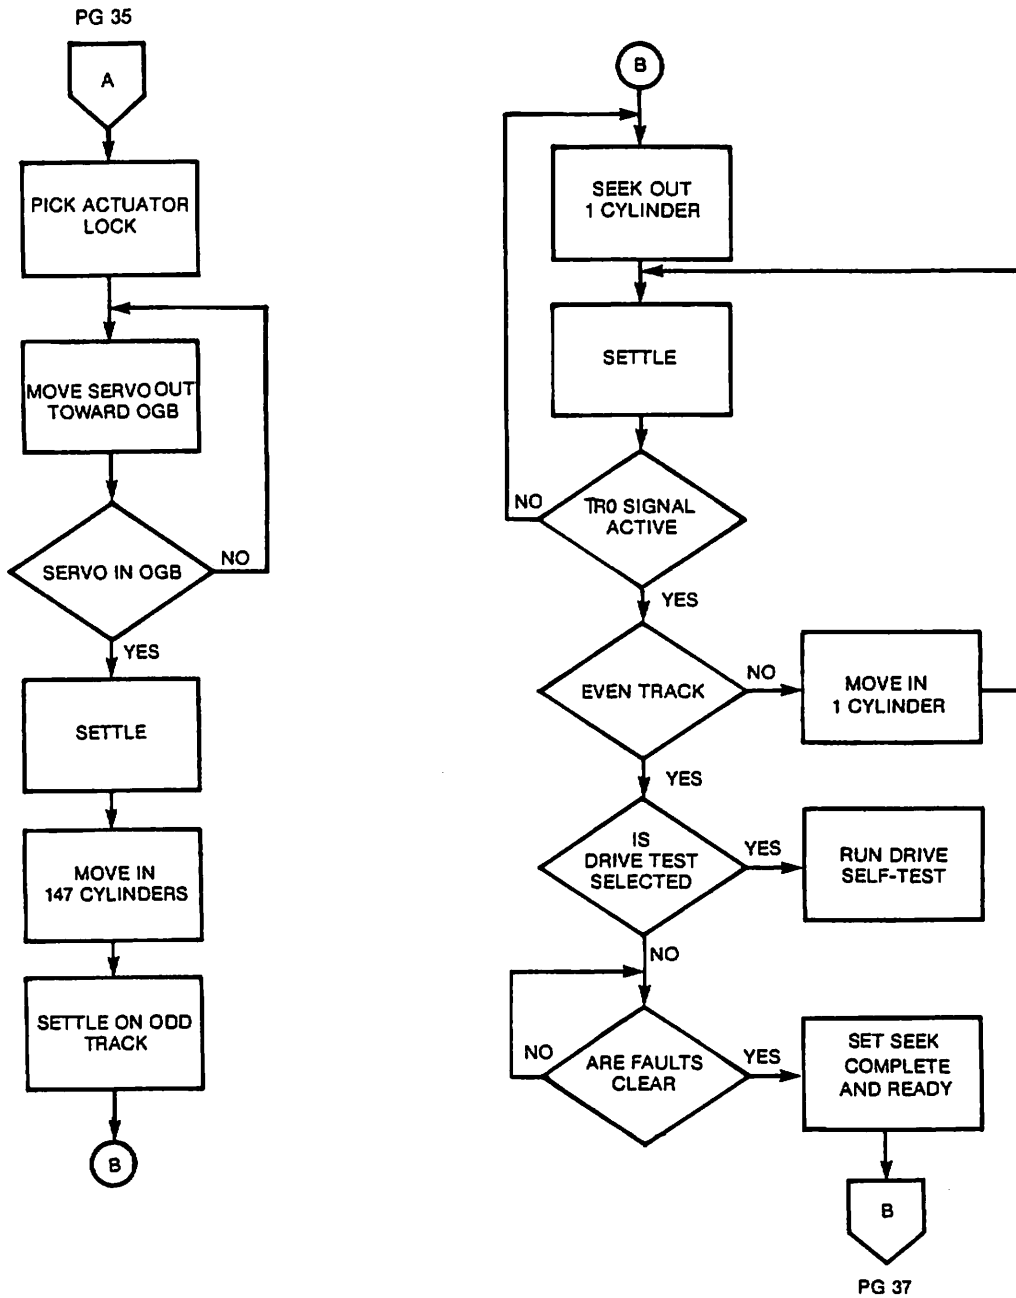 PG 35
A
PICK ACTUATOR
LOCK
MOVE SERVO OUT
TOWARD OGB
SERVO IN OGB
NO
YES
SETTLE
MOVE IN
147 CYLINDERS
SETTLE ON ODD
TRACK
B
B
SEEK OUT
1 CYLINDER
SETTLE
TR0 SIGNAL
ACTIVE
NO
YES
EVEN TRACK
NO
MOVE IN
1 CYLINDER
YES
IS
DRIVE TEST
SELECTED
YES
RUN DRIVE
SELF-TEST
NO
ARE FAULTS
CLEAR
NO
YES
SET SEEK
COMPLETE
AND READY
B
PG 37